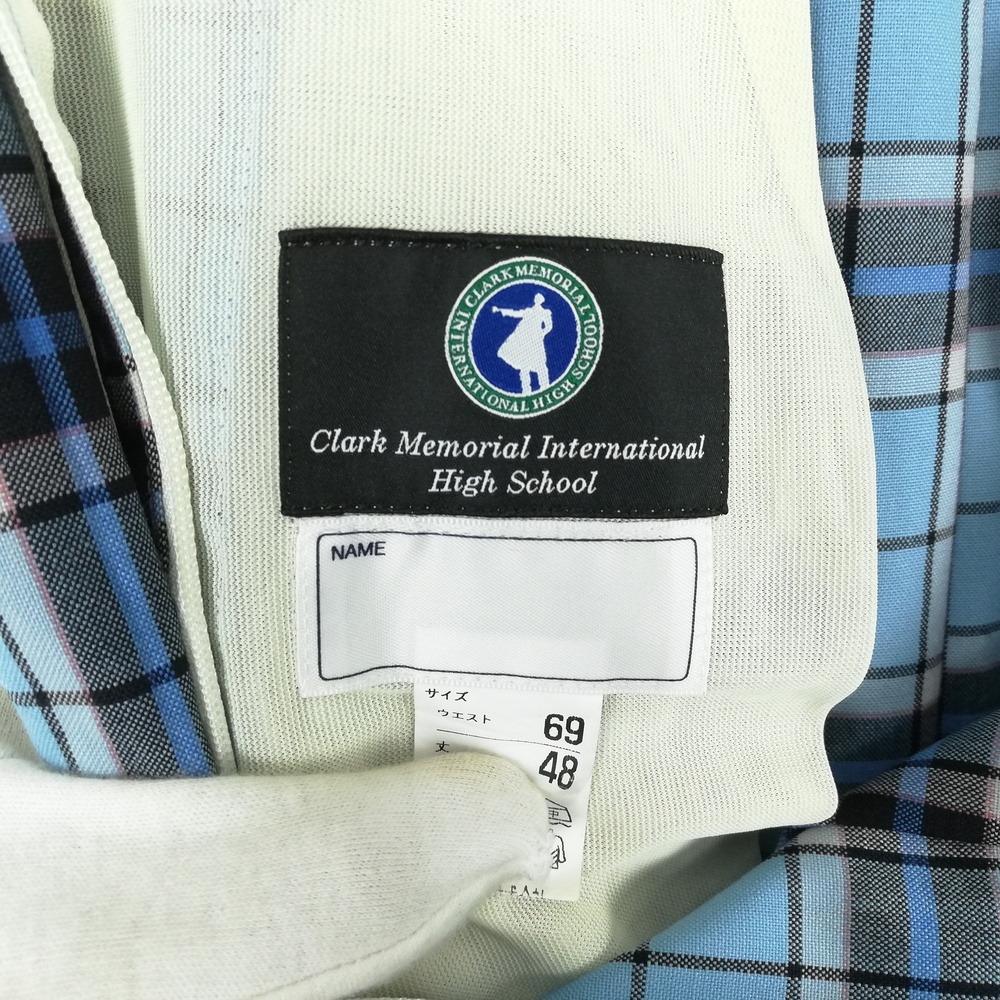 CLARK MEMORIAL
INTERNATIONAL HIGH SCHOOL
Clark Memorial International
High School
NAME
サイズ
ウエスト 69
丈 48